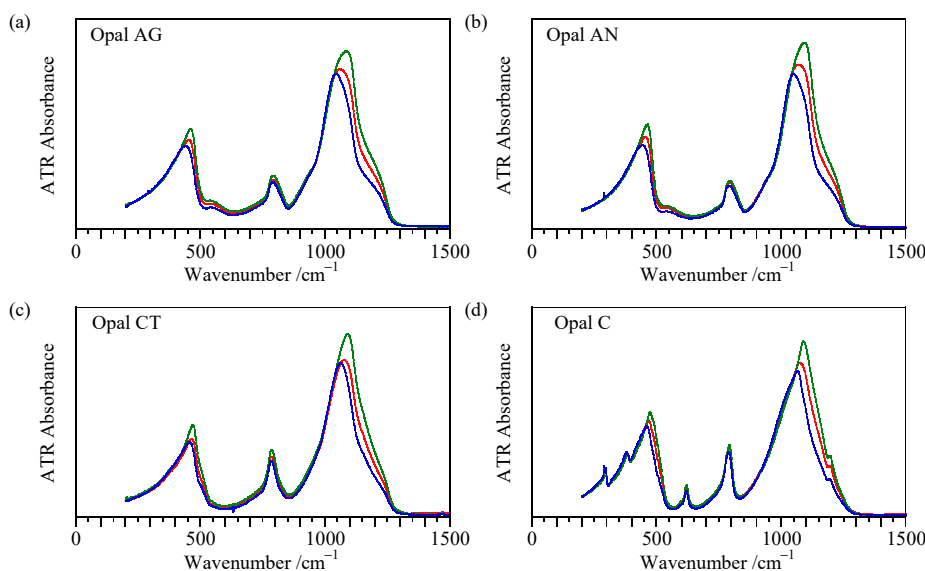 (a)
Opal AG
ATR Absorbance
0 500 1000 1500
Wavenumber /cm⁻¹
(b)
Opal AN
ATR Absorbance
0 500 1000 1500
Wavenumber /cm⁻¹
(c)
Opal CT
ATR Absorbance
0 500 1000 1500
Wavenumber /cm⁻¹
(d)
Opal C
ATR Absorbance
0 500 1000 1500
Wavenumber /cm⁻¹